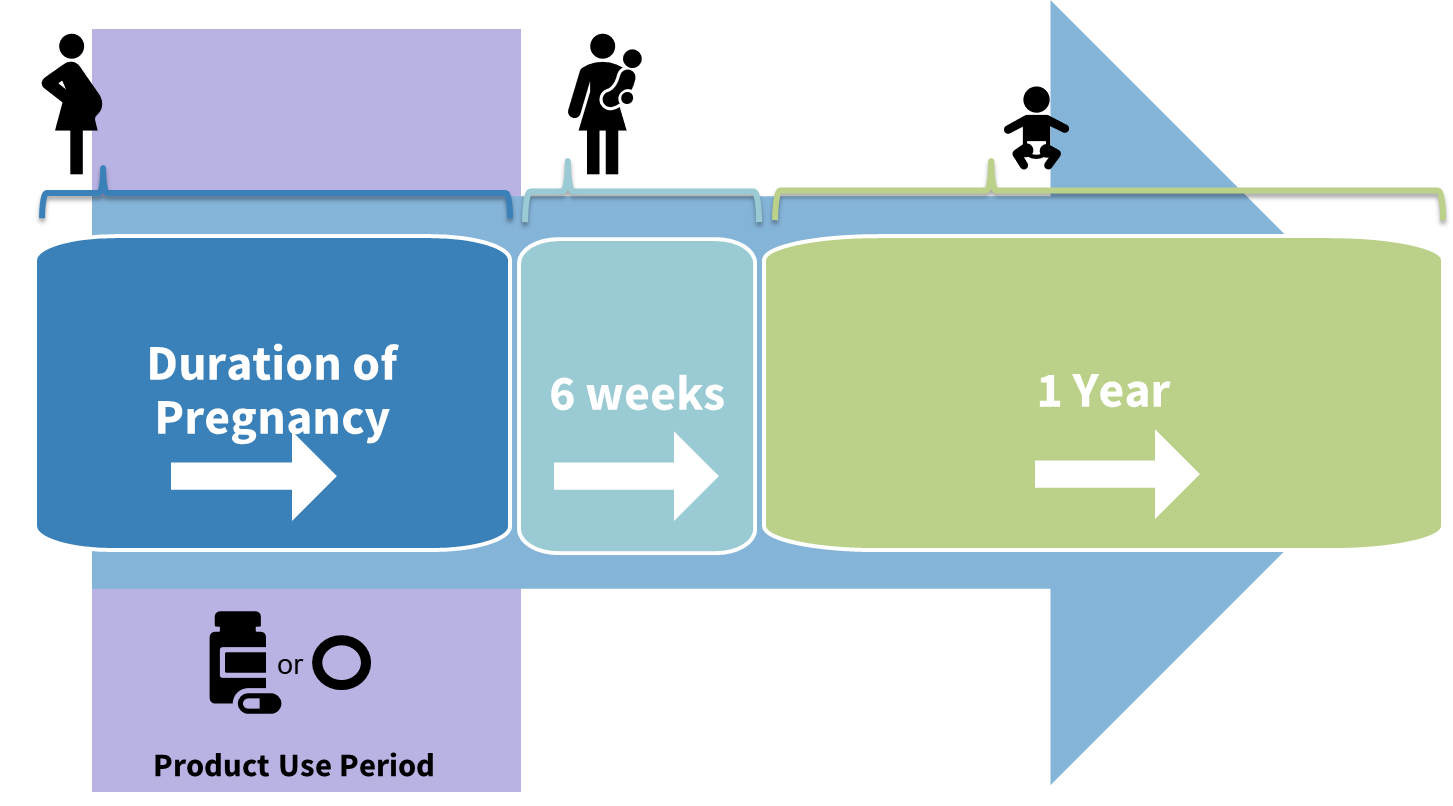 Duration of
Pregnancy
6 weeks
1 Year
or
Product Use Period